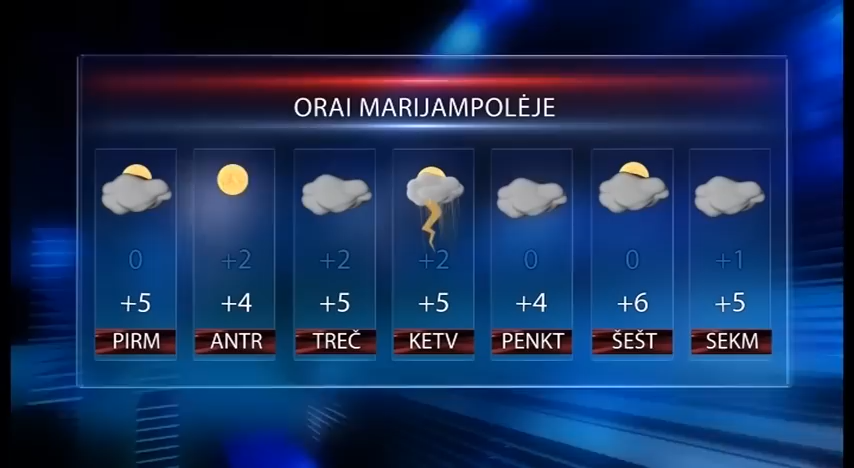 ORAI MARIJAMPOLĖJE
0 +2 +2 +2 0 0 +1
+5 +4 +5 +5 +4 +6 +5
PIRM ANTR TREČ KETV PENKT ŠEŠT SEKM